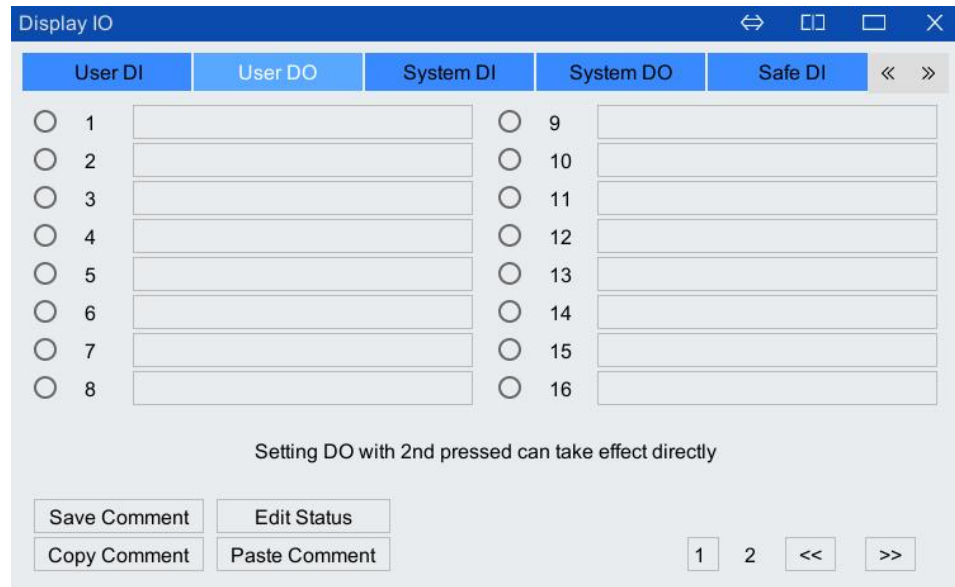 Display IO
User DI User DO System DI System DO Safe DI « »
1 9
2 10
3 11
4 12
5 13
6 14
7 15
8 16
Setting DO with 2nd pressed can take effect directly
Save Comment Edit Status
Copy Comment Paste Comment 1 2 << >>